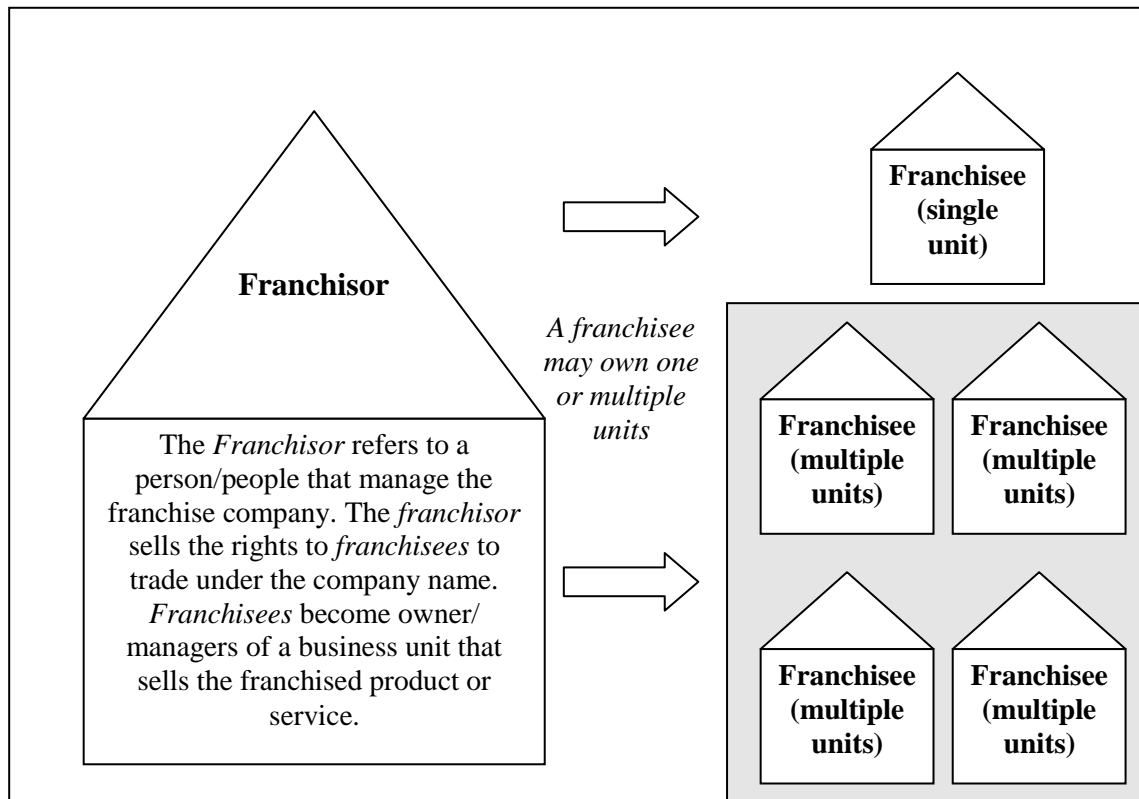 Franchisor
The Franchisor refers to a
person/people that manage the
franchise company. The franchisor
sells the rights to franchisees to
trade under the company name.
Franchisees become owner/
managers of a business unit that
sells the franchised product or
service.
A franchisee
may own one
or multiple
units
Franchisee
(single
unit)
Franchisee
(multiple
units)
Franchisee
(multiple
units)
Franchisee
(multiple
units)
Franchisee
(multiple
units)